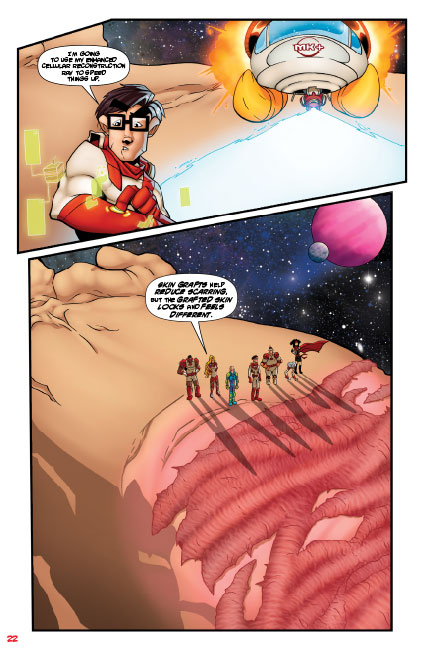 I'M GOING
TO USE MY ENHANCED
CELLULAR RECONSTRUCTION
RAY TO SPEED
THINGS UP.
MK+
SKIN GRAFTS HELP
REDUCE SCARRING,
BUT THE GRAFTED SKIN
LOOKS AND FEELS
DIFFERENT.
22